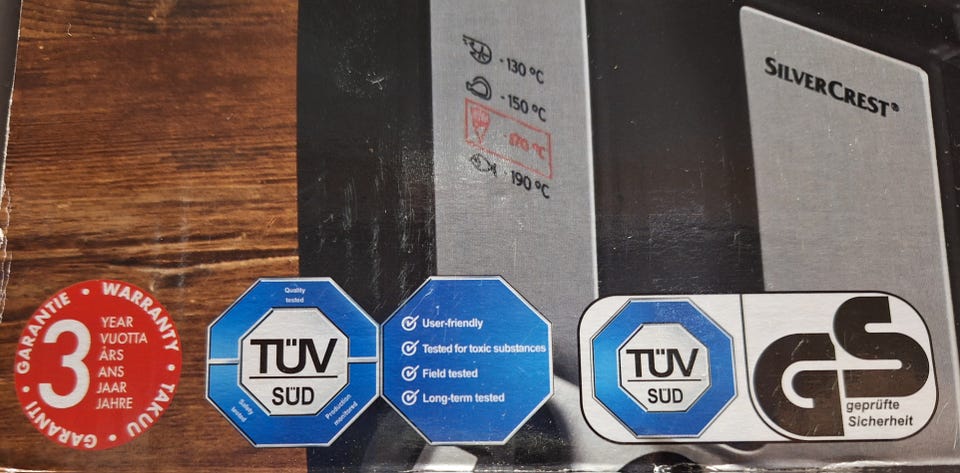 - 130 °C
- 150 °C
- 170 °C
- 190 °C
SILVERCREST®
• WARRANTY • TAKUU • GARANTI • GARANTIE
3
YEAR
VUOTTA
ÅRS
ANS
JAAR
JAHRE
Quality
tested
TÜV
SÜD
Safety
tested
Production
monitored
User-friendly
Tested for toxic substances
Field tested
Long-term tested
TÜV
SÜD
GS
geprüfte
Sicherheit